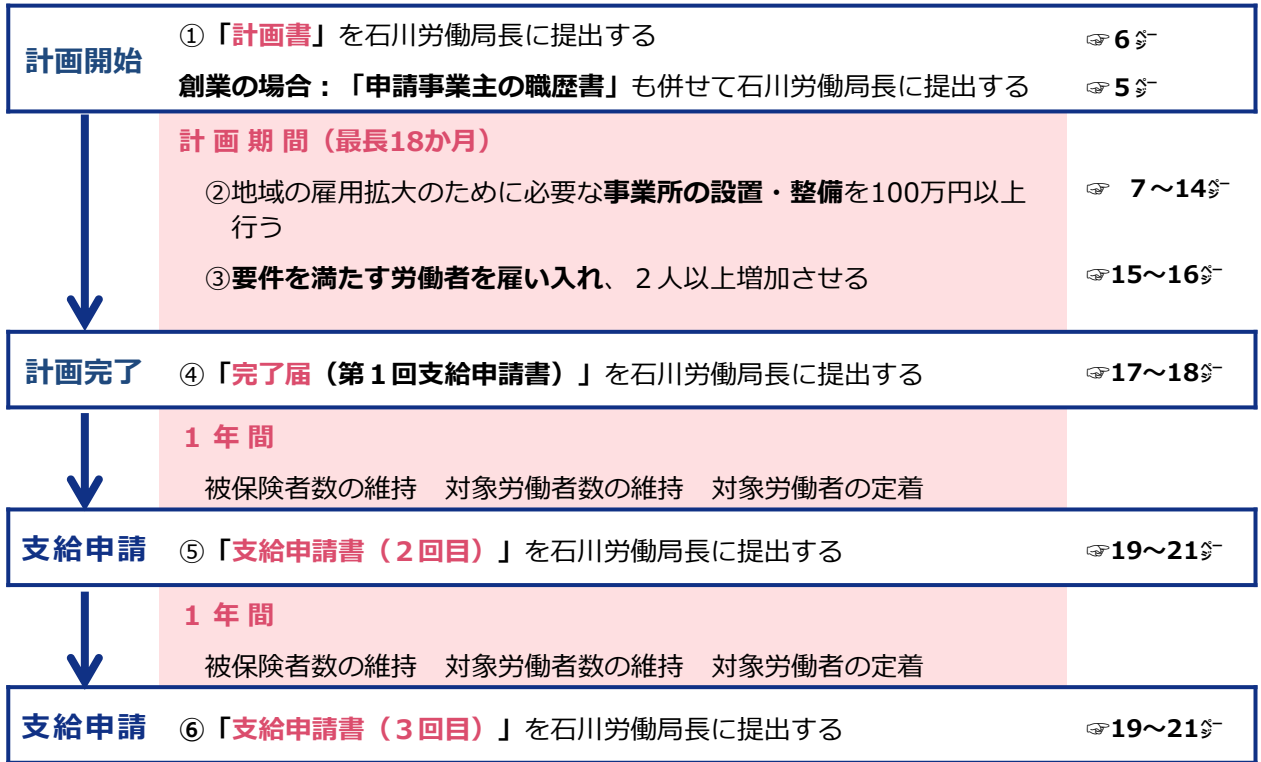 計画開始
①「計画書」を石川労働局長に提出する ☞6㌻
創業の場合：「申請事業主の職歴書」も併せて石川労働局長に提出する ☞5㌻
計 画 期 間（最長18か月）
②地域の雇用拡大のために必要な事業所の設置・整備を100万円以上 ☞ 7～14㌻
行う
③要件を満たす労働者を雇い入れ、２人以上増加させる ☞15～16㌻
計画完了 ④「完了届（第１回支給申請書）」を石川労働局長に提出する ☞17～18㌻
１ 年 間
被保険者数の維持　対象労働者数の維持　対象労働者の定着
支給申請 ⑤「支給申請書（２回目）」を石川労働局長に提出する ☞19～21㌻
１ 年 間
被保険者数の維持　対象労働者数の維持　対象労働者の定着
支給申請 ⑥「支給申請書（３回目）」を石川労働局長に提出する ☞19～21㌻